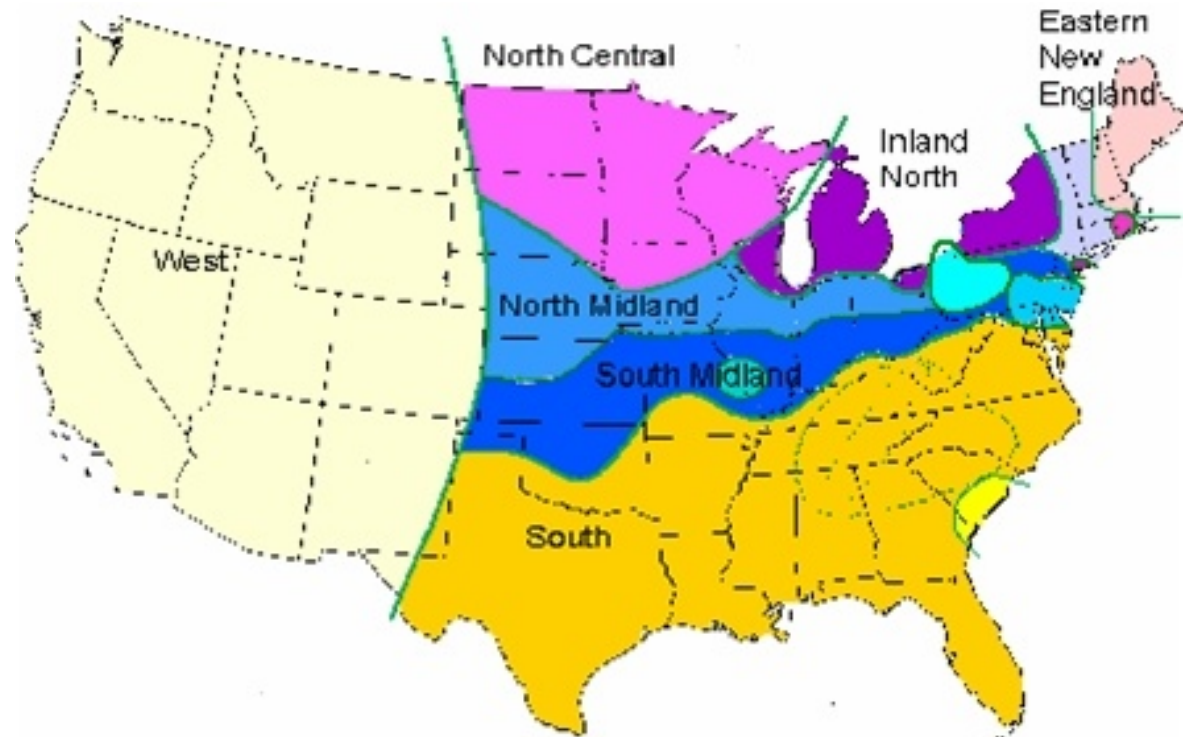 Eastern
New
England
North Central
Inland
North
West
North Midland
South Midland
South